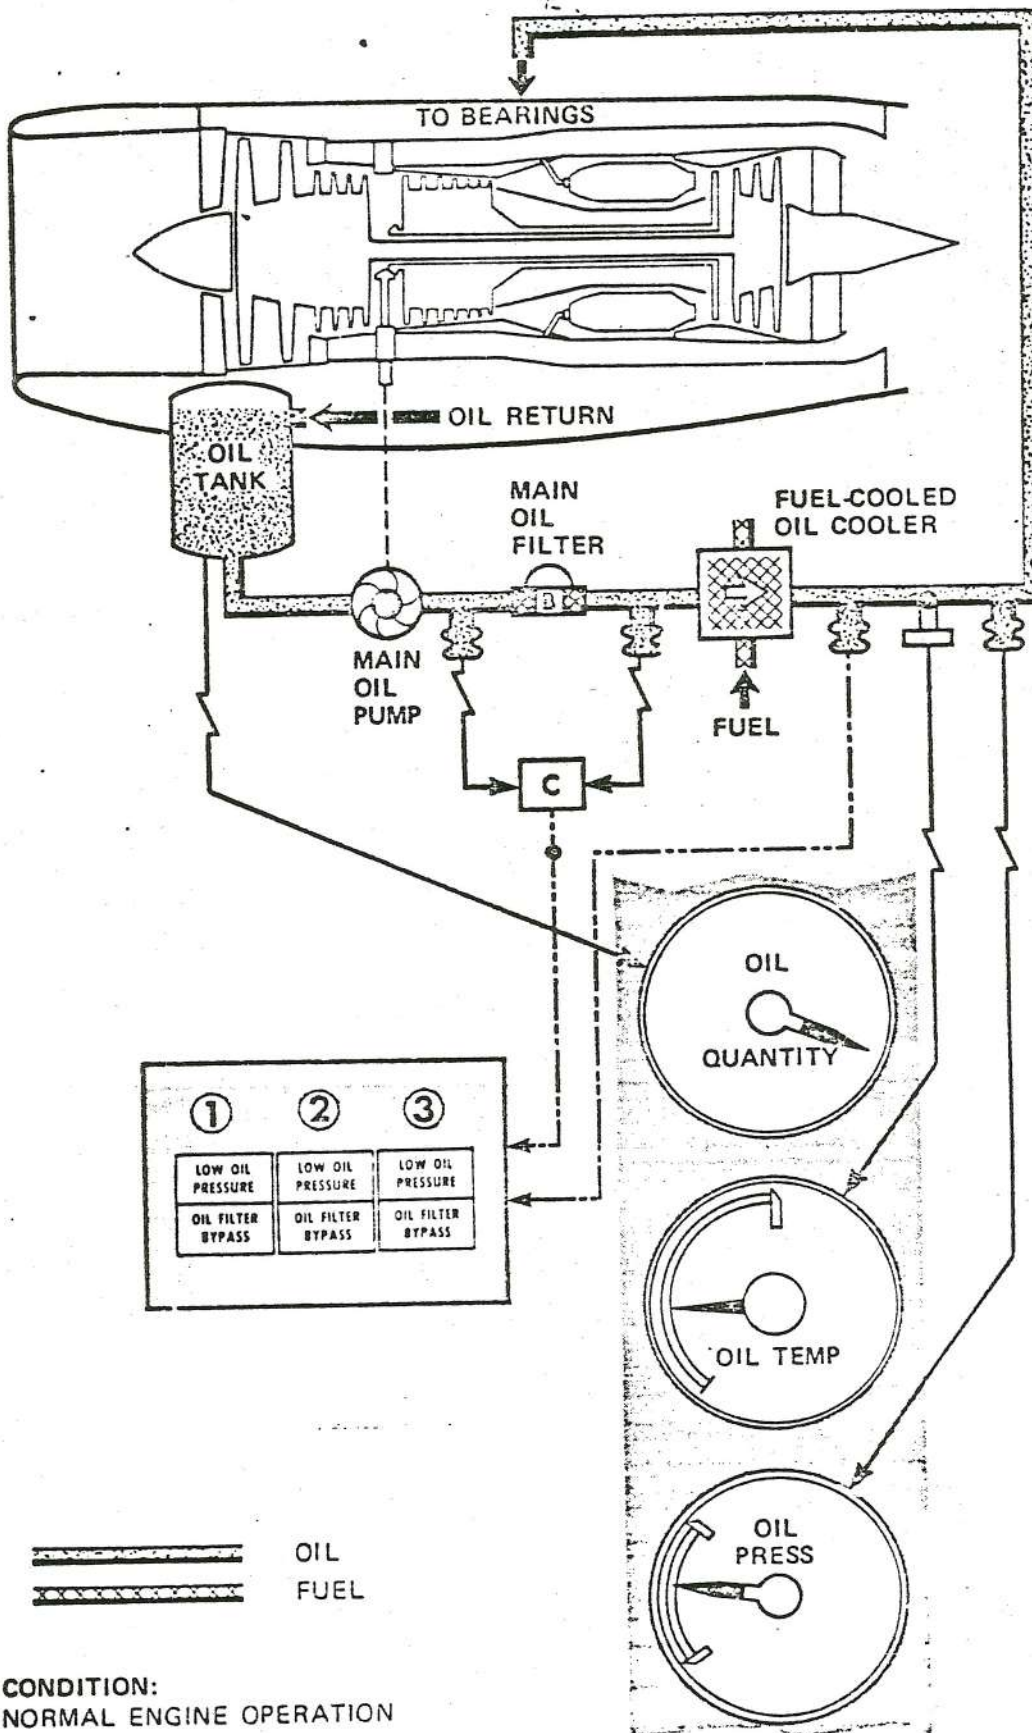 TO BEARINGS
OIL RETURN
OIL
TANK
MAIN
OIL
FILTER
FUEL-COOLED
OIL COOLER
B
MAIN
OIL
PUMP
FUEL
C
OIL
QUANTITY
1 2 3
LOW OIL
PRESSURE
LOW OIL
PRESSURE
LOW OIL
PRESSURE
OIL FILTER
BYPASS
OIL FILTER
BYPASS
OIL FILTER
BYPASS
OIL TEMP
OIL
PRESS
OIL
FUEL
CONDITION:
NORMAL ENGINE OPERATION